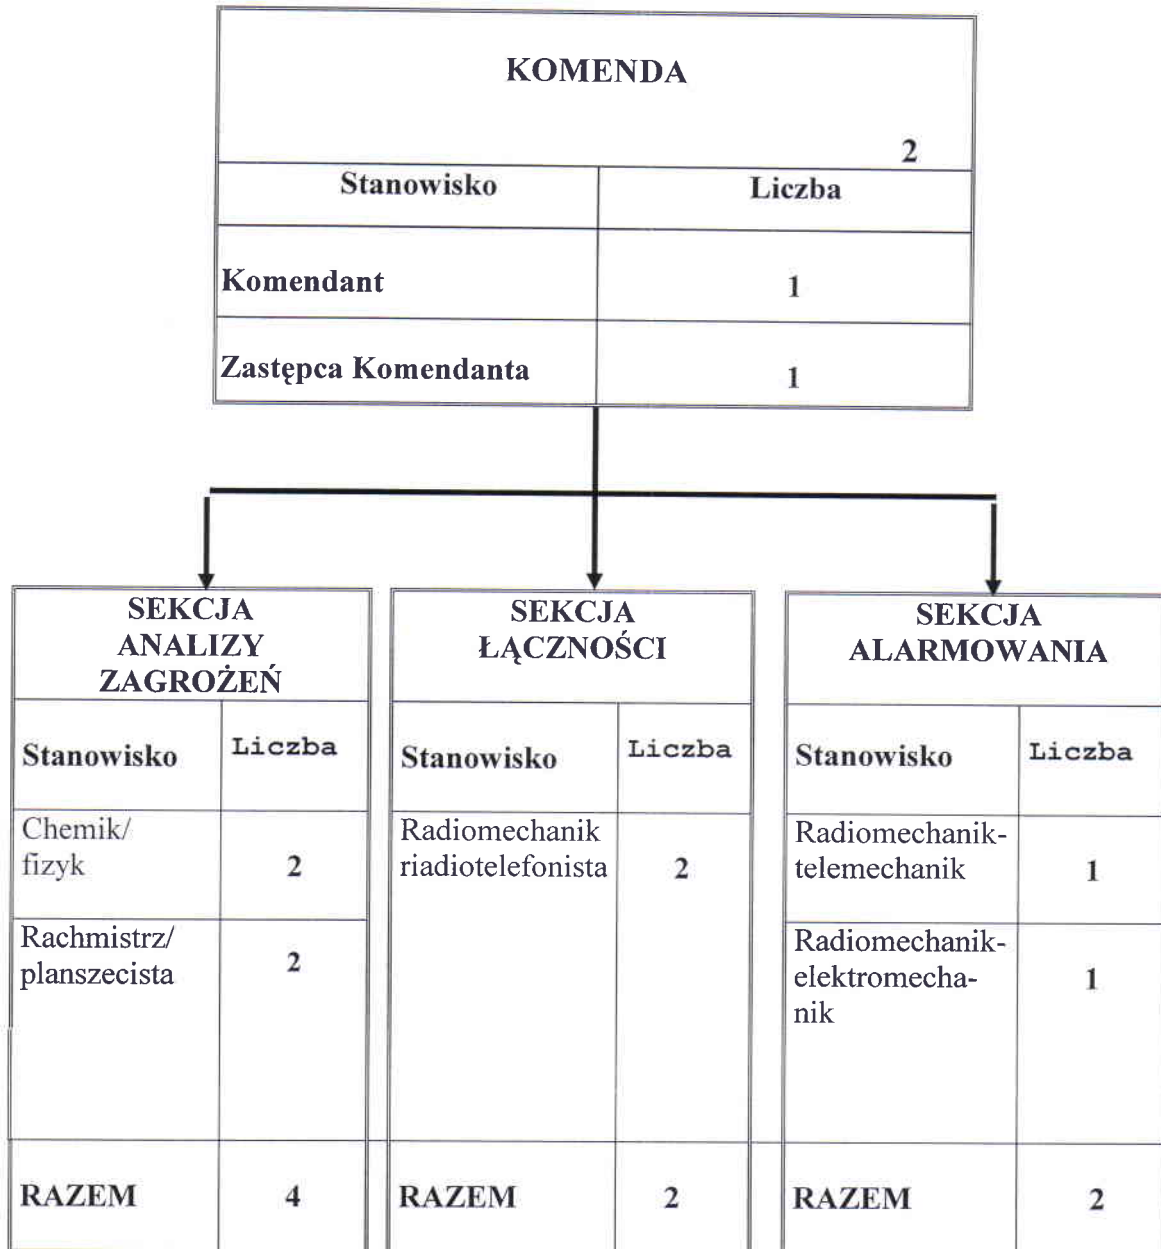 KOMENDA
2
Stanowisko Liczba
Komendant 1
Zastępca Komendanta 1
SEKCJA
ANALIZY
ZAGROŻEŃ
Stanowisko Liczba
Chemik/
fizyk 2
Rachmistrz/
planszecista 2
RAZEM 4
SEKCJA
ŁĄCZNOŚCI
Stanowisko Liczba
Radiomechanik
riadiotelefonista 2
RAZEM 2
SEKCJA
ALARMOWANIA
Stanowisko Liczba
Radiomechanik-
telemechanik 1
Radiomechanik-
elektromecha- 1
nik
RAZEM 2